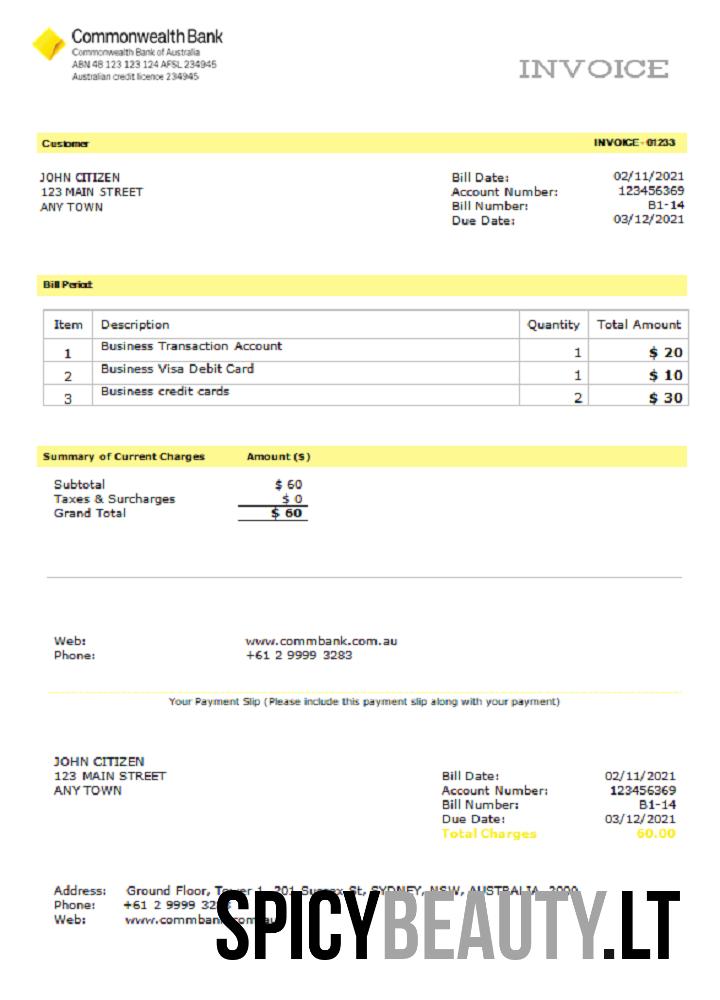 CommonwealthBank
Commonwealth Bank of Australia
ABN 48 123 123 124 AFSL 234945
Australian credit licence 234945
INVOICE
Customer INVOICE - 01233
JOHN CITIZEN
123 MAIN STREET
ANY TOWN
Bill Date: 02/11/2021
Account Number: 123456369
Bill Number: B1-14
Due Date: 03/12/2021
Bill Period:
Item Description Quantity Total Amount
1 Business Transaction Account 1 $ 20
2 Business Visa Debit Card 1 $ 10
3 Business credit cards 2 $ 30
Summary of Current Charges Amount ($)
Subtotal $ 60
Taxes & Surcharges $ 0
Grand Total $ 60
Web: www.commbank.com.au
Phone: +61 2 9999 3283
Your Payment Slip (Please include this payment slip along with your payment)
JOHN CITIZEN
123 MAIN STREET
ANY TOWN
Bill Date: 02/11/2021
Account Number: 123456369
Bill Number: B1-14
Due Date: 03/12/2021
Total Charges 60.00
Address: Ground Floor, Tower 1, 201 Sussex St, SYDNEY, NSW, AUSTRALIA, 2000
Phone: +61 2 9999 3283
Web: www.commbank.com.au
SPICYBEAUTY.LT